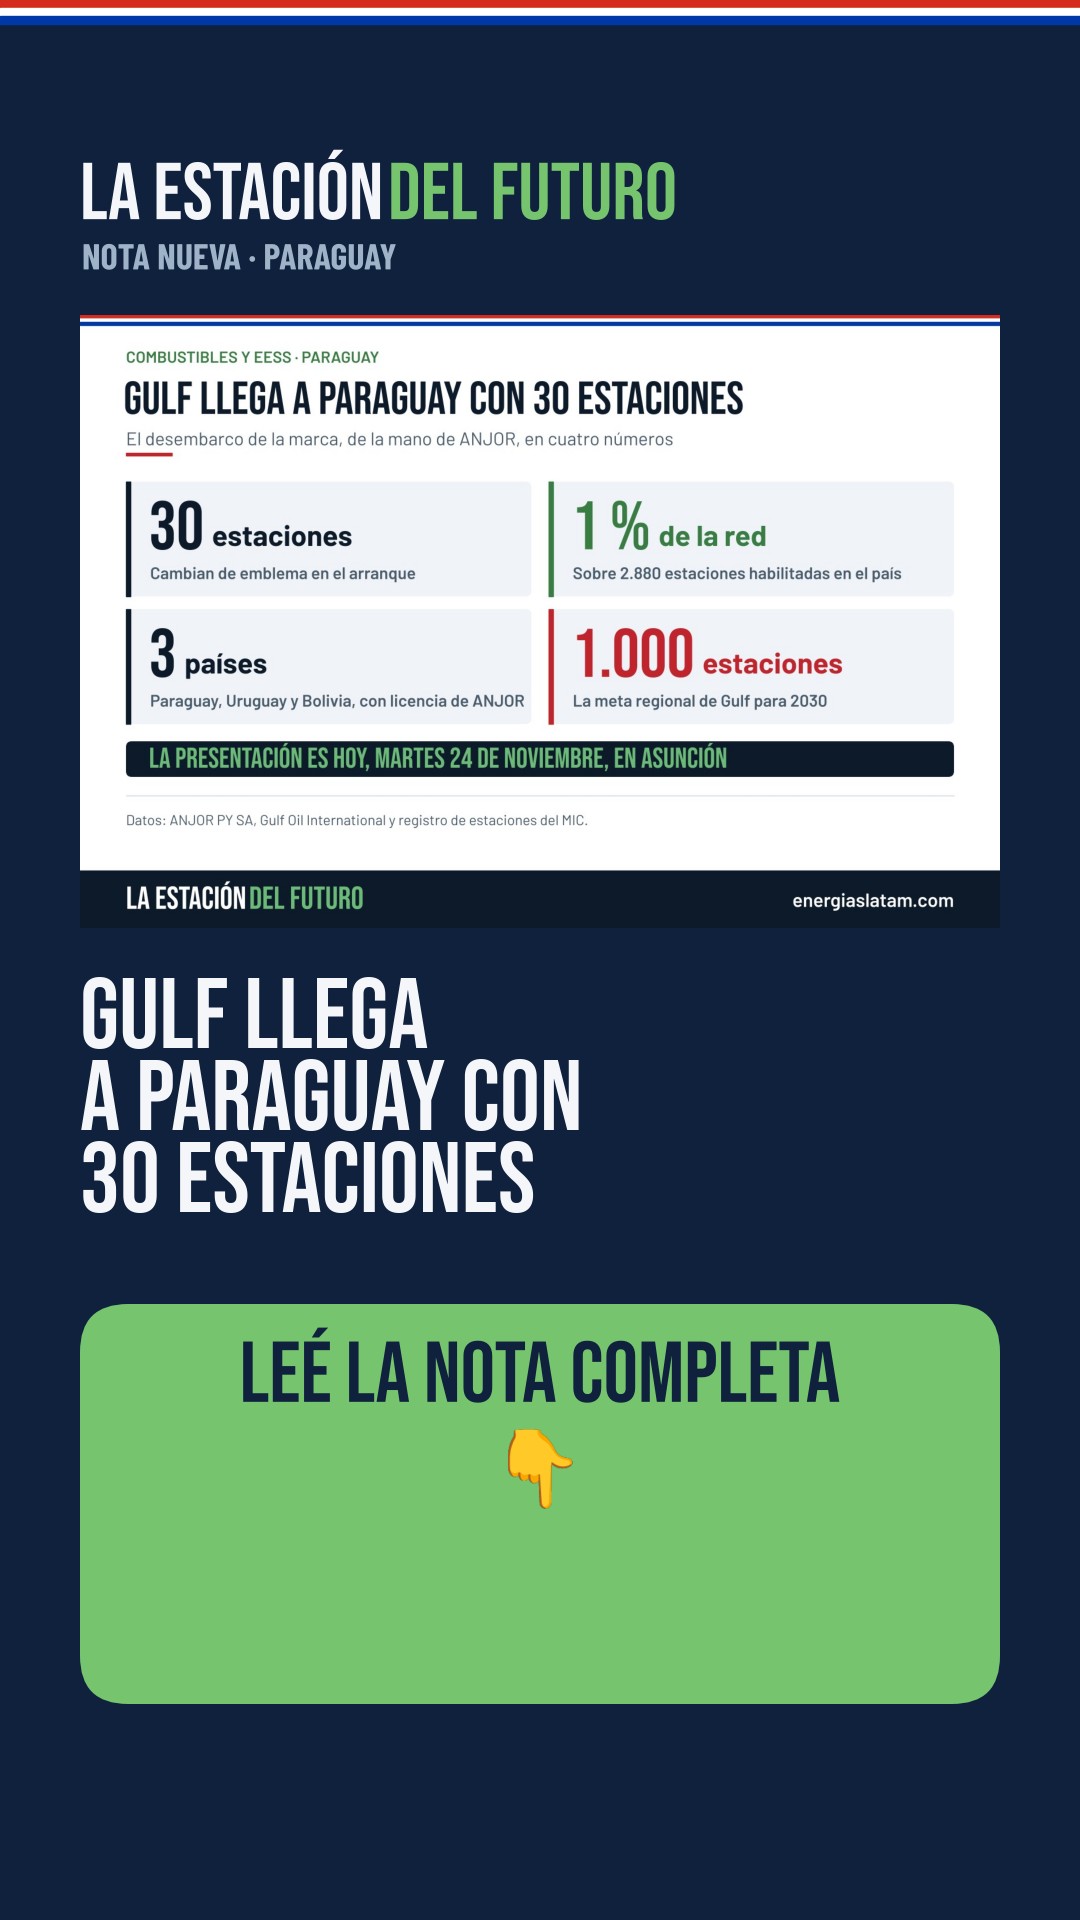 LA ESTACIÓN DEL FUTURO
NOTA NUEVA · PARAGUAY
COMBUSTIBLES Y EESS · PARAGUAY
GULF LLEGA A PARAGUAY CON 30 ESTACIONES
El desembarco de la marca, de la mano de ANJOR, en cuatro números
30 estaciones
Cambian de emblema en el arranque
1 % de la red
Sobre 2.880 estaciones habilitadas en el país
3 países
Paraguay, Uruguay y Bolivia, con licencia de ANJOR
1.000 estaciones
La meta regional de Gulf para 2030
LA PRESENTACIÓN ES HOY, MARTES 24 DE NOVIEMBRE, EN ASUNCIÓN
Datos: ANJOR PY SA, Gulf Oil International y registro de estaciones del MIC.
LA ESTACIÓN DEL FUTURO
energiaslatam.com
GULF LLEGA
A PARAGUAY CON
30 ESTACIONES
LEÉ LA NOTA COMPLETA